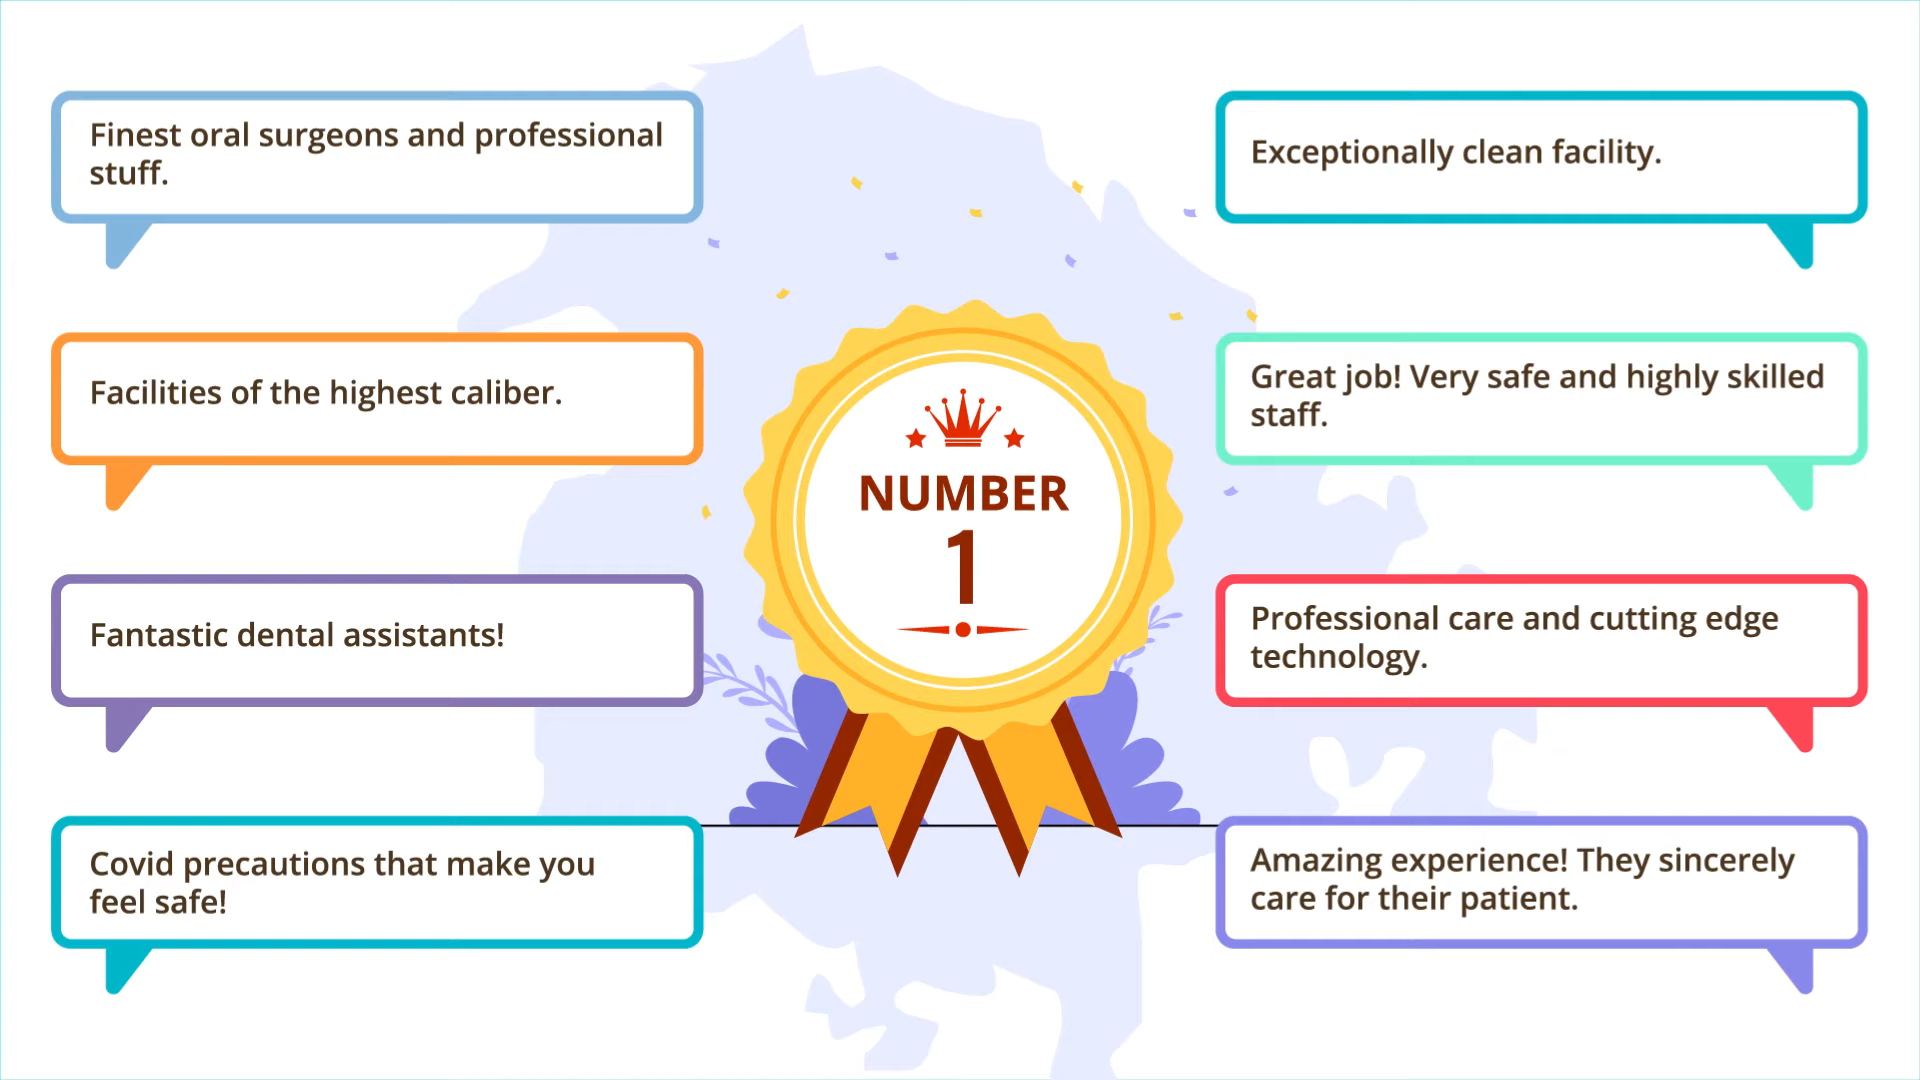 Finest oral surgeons and professional
stuff.
Facilities of the highest caliber.
Fantastic dental assistants!
Covid precautions that make you
feel safe!
NUMBER
1
Exceptionally clean facility.
Great job! Very safe and highly skilled
staff.
Professional care and cutting edge
technology.
Amazing experience! They sincerely
care for their patient.